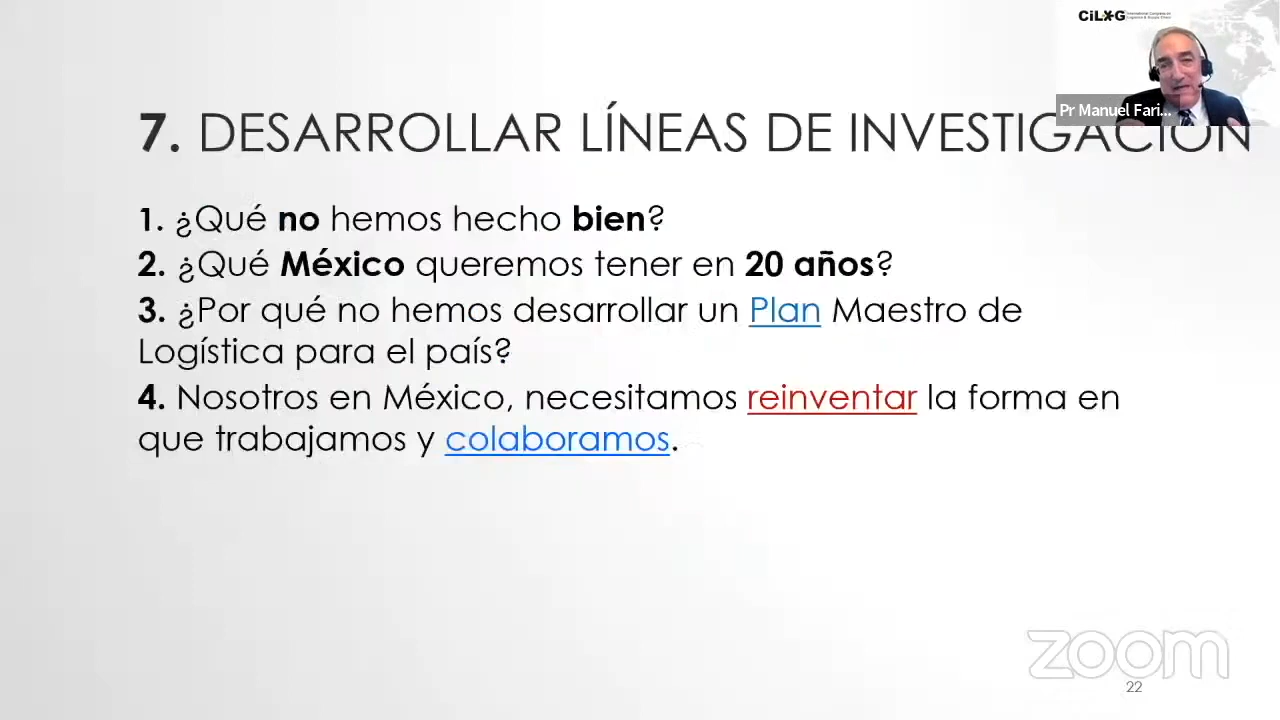 CiLOG
7. DESARROLLAR LÍNEAS DE INVESTIGACIÓN
Pr Manuel Fari...
1. ¿Qué no hemos hecho bien?
2. ¿Qué México queremos tener en 20 años?
3. ¿Por qué no hemos desarrollar un Plan Maestro de
Logística para el país?
4. Nosotros en México, necesitamos reinventar la forma en
que trabajamos y colaboramos.
zoom
22